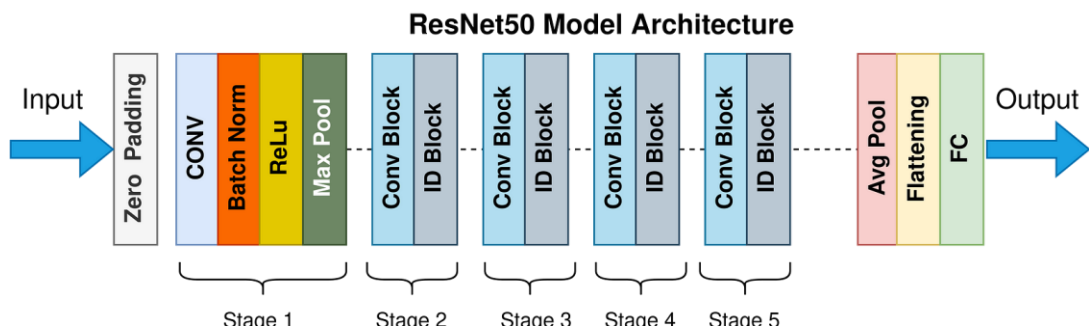 ResNet50 Model Architecture
Input
Zero Padding
CONV
Batch Norm
ReLu
Max Pool
Conv Block
ID Block
Conv Block
ID Block
Conv Block
ID Block
Conv Block
ID Block
Avg Pool
Flattening
FC
Output
Stage 1
Stage 2
Stage 3
Stage 4
Stage 5